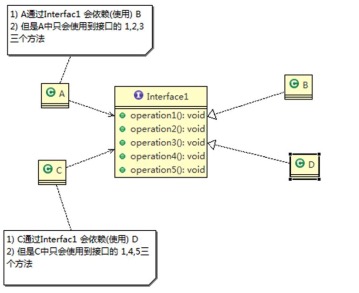 1) A通过Interfac1 会依赖(使用) B
2) 但是A中只会使用到接口的 1,2,3
三个方法
C A
I Interface1
operation1(): void
operation2(): void
operation3(): void
operation4(): void
operation5(): void
C B
C C
C D
1) C通过Interfac1 会依赖(使用) D
2) 但是C中只会使用到接口的 1,4,5三
个方法